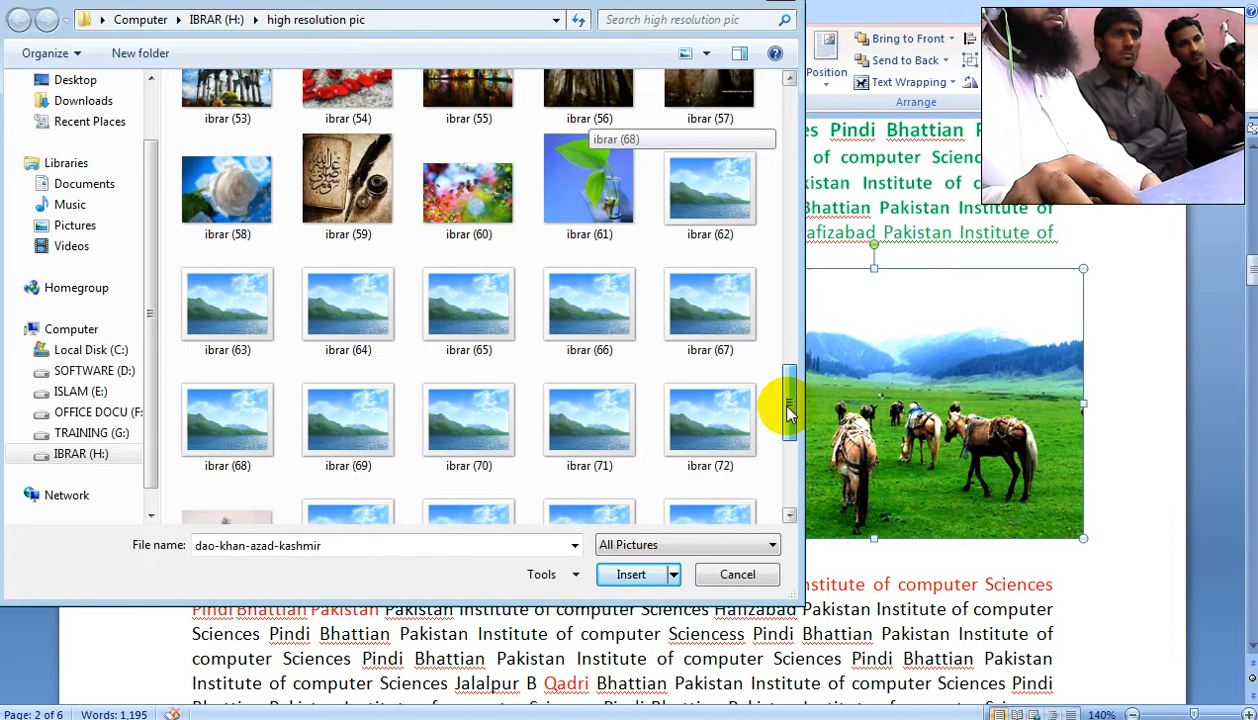 Computer ▸ IBRAR (H:) ▸ high resolution pic
Search high resolution pic
Organize
New folder
Desktop
Downloads
Recent Places
Libraries
Documents
Music
Pictures
Videos
Homegroup
Computer
Local Disk (C:)
SOFTWARE (D:)
ISLAM (E:)
OFFICE DOCU (F:
TRAINING (G:)
IBRAR (H:)
Network
ibrar (53) ibrar (54) ibrar (55) ibrar (56) ibrar (57)
ibrar (68)
ibrar (58) ibrar (59) ibrar (60) ibrar (61) ibrar (62)
ibrar (63) ibrar (64) ibrar (65) ibrar (66) ibrar (67)
ibrar (68) ibrar (69) ibrar (70) ibrar (71) ibrar (72)
File name: dao-khan-azad-kashmir
All Pictures
Tools
Insert
Cancel
Position
Bring to Front
Send to Back
Text Wrapping
Arrange
Pindi Bhattian
of computer
Institute of
Bhattian Pakistan Institute of
Hafizabad Pakistan Institute of
nstitute of computer Sciences
Pindi Bhattian Pakistan Pakistan Institute of computer Sciences Hafizabad Pakistan Institute of computer
Sciences Pindi Bhattian Pakistan Institute of computer Sciencess Pindi Bhattian Pakistan Institute of
computer Sciences Pindi Bhattian Pakistan Institute of computer Sciences Pindi Bhattian Pakistan
Institute of computer Sciences Jalalpur B Qadri Bhattian Pakistan Institute of computer Sciences Pindi
Page: 2 of 6
Words: 1,195
140%